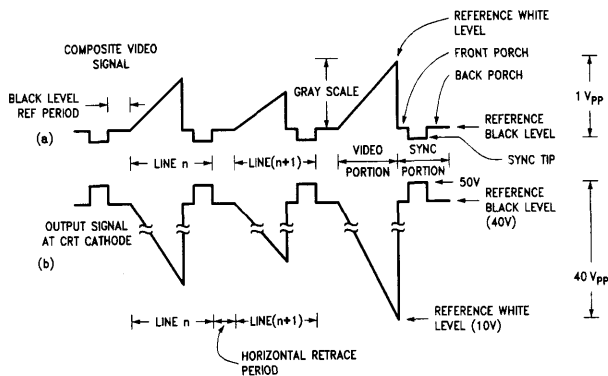 COMPOSITE VIDEO
SIGNAL
REFERENCE WHITE
LEVEL
FRONT PORCH
BACK PORCH
GRAY SCALE
1 Vpp
BLACK LEVEL
REF PERIOD
(a)
REFERENCE
BLACK LEVEL
SYNC TIP
LINE n
LINE(n+1)
VIDEO
PORTION
SYNC
PORTION
50V
REFERENCE
BLACK LEVEL
(40V)
OUTPUT SIGNAL
AT CRT CATHODE
(b)
40 Vpp
LINE n
LINE(n+1)
REFERENCE WHITE
LEVEL (10V)
HORIZONTAL RETRACE
PERIOD